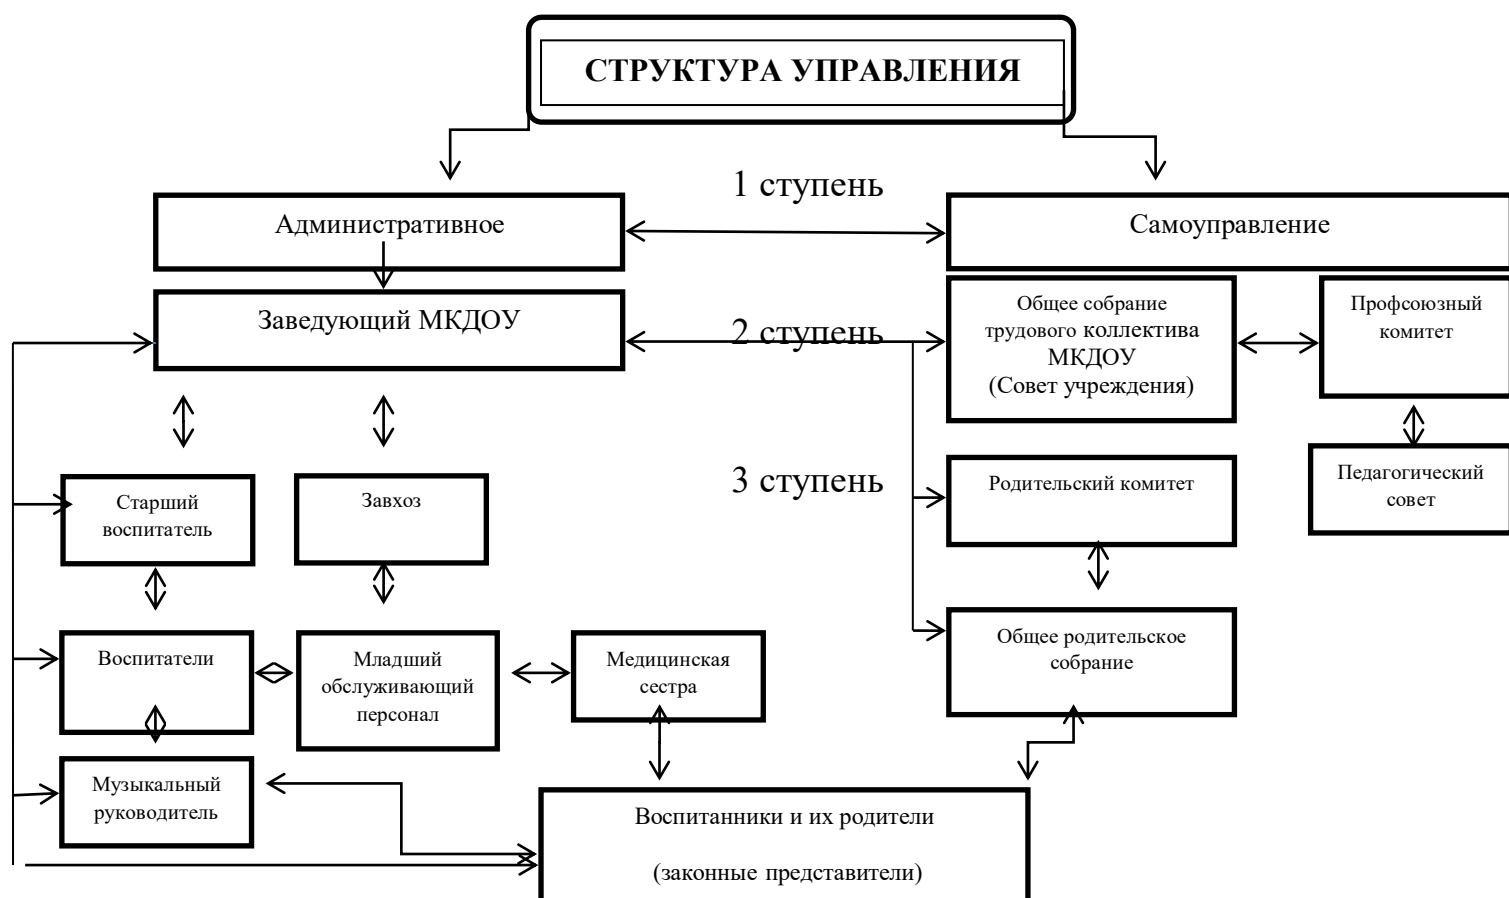 СТРУКТУРА УПРАВЛЕНИЯ
1 ступень
Административное
Самоуправление
Заведующий МКДОУ
2 ступень
Общее собрание
трудового коллектива
МКДОУ
(Совет учреждения)
Профсоюзный
комитет
3 ступень
Старший
воспитатель
Завхоз
Родительский комитет
Педагогический
совет
Воспитатели
Младший
обслуживающий
персонал
Медицинская
сестра
Общее родительское
собрание
Музыкальный
руководитель
Воспитанники и их родители
(законные представители)